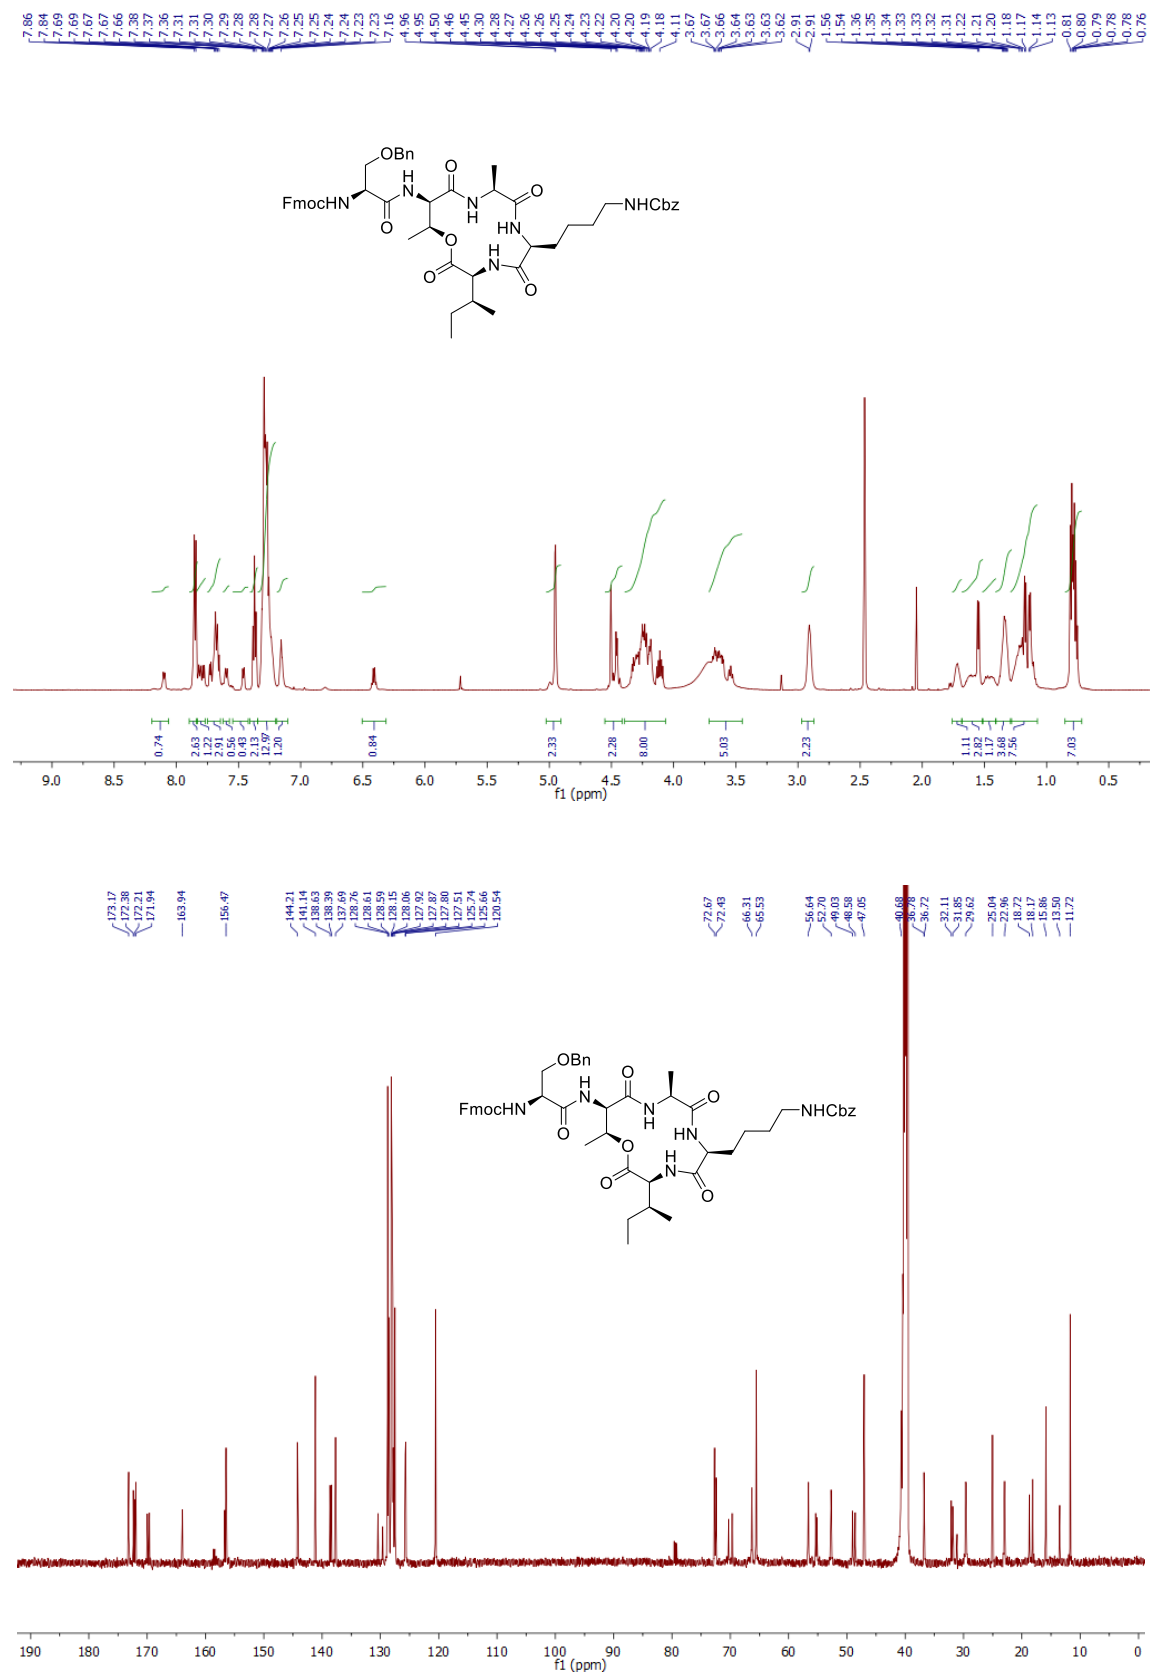 7.86 7.84 7.69 7.69 7.67 7.67 7.66 7.38 7.37 7.36 7.31 7.31 7.30 7.29 7.28 7.28 7.27 7.26 7.25 7.25 7.24 7.24 7.23 7.23 7.16 4.96 4.95 4.50 4.46 4.45 4.30 4.28 4.27 4.26 4.26 4.25 4.24 4.23 4.22 4.20 4.20 4.19 4.18 4.11 3.67 3.67 3.66 3.64 3.63 3.63 3.62 2.91 2.91 1.56 1.54 1.36 1.35 1.34 1.33 1.33 1.32 1.31 1.22 1.21 1.20 1.18 1.17 1.14 1.13 0.81 0.80 0.79 0.78 0.78 0.76
OBn
O
H
N
O
FmocHN
O
N
H
O
HN
NHCbz
O
O
H
N
O
0.74 2.63 1.22 2.91 0.56 0.43 2.13 12.97 1.20 0.84 2.33 2.28 8.00 5.03 2.23 1.11 2.82 1.17 3.68 7.56 7.03
9.0 8.5 8.0 7.5 7.0 6.5 6.0 5.5 5.0 4.5 4.0 3.5 3.0 2.5 2.0 1.5 1.0 0.5
f1 (ppm)
173.17 172.38 172.21 171.94 163.94 156.47 144.21 141.14 138.63 138.39 137.69 128.76 128.61 128.59 128.15 128.06 127.92 127.87 127.80 127.51 125.74 125.66 120.54 72.67 72.43 66.31 65.53 56.64 52.70 49.03 48.58 47.05 40.68 36.78 36.72 32.11 31.85 29.62 25.04 22.96 18.72 18.17 15.86 13.50 11.72
OBn
O
H
N
O
FmocHN
O
N
H
O
HN
NHCbz
O
O
H
N
O
190 180 170 160 150 140 130 120 110 100 90 80 70 60 50 40 30 20 10 0
f1 (ppm)